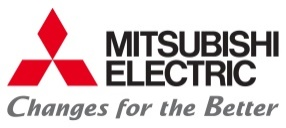 MITSUBISHI
ELECTRIC
Changes for the Better